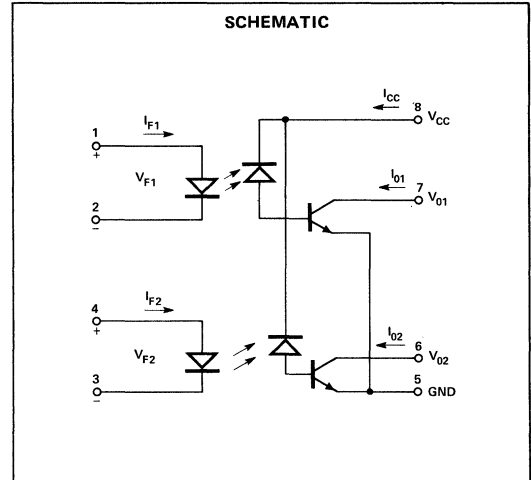 SCHEMATIC
I_CC
8 V_CC
1
+
I_F1
V_F1
2
–
I_01
7 V_01
4
+
I_F2
V_F2
3
–
I_02
6
V_02
5
GND